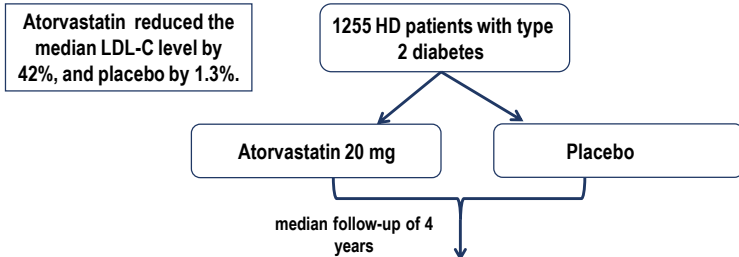 Atorvastatin reduced the
median LDL-C level by
42%, and placebo by 1.3%.
1255 HD patients with type
2 diabetes
Atorvastatin 20 mg
Placebo
median follow-up of 4
years